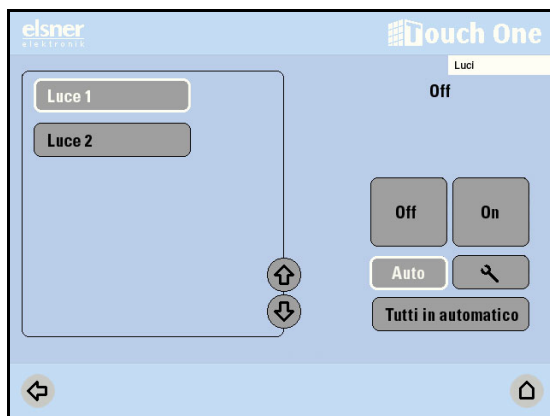 elsner
elektronik
Touch One
Luci
Luce 1
Off
Luce 2
Off
On
Auto
Tutti in automatico